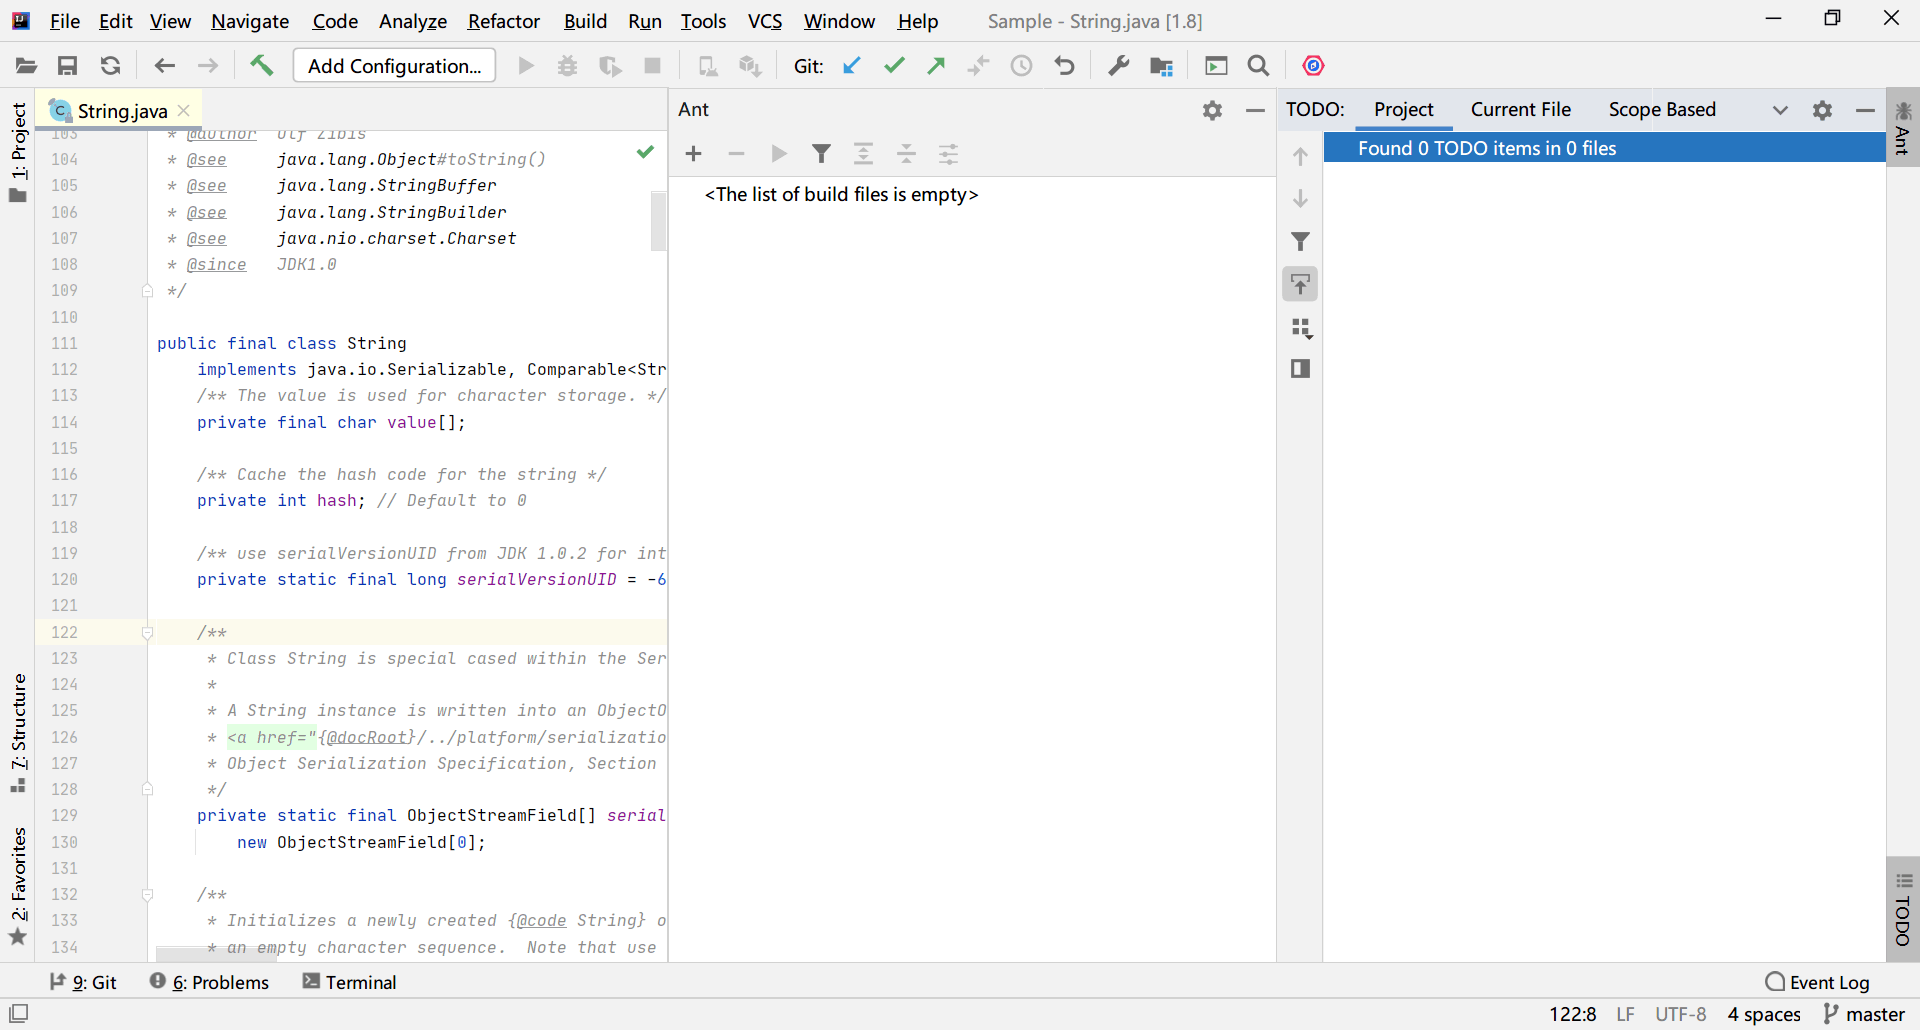 File Edit View Navigate Code Analyze Refactor Build Run Tools VCS Window Help Sample - String.java [1.8]
Add Configuration... Git:
1: Project
7: Structure
2: Favorites
String.java
103 * @author Ulf Zibis
104 * @see java.lang.Object#toString()
105 * @see java.lang.StringBuffer
106 * @see java.lang.StringBuilder
107 * @see java.nio.charset.Charset
108 * @since JDK1.0
109 */
110
111 public final class String
112 implements java.io.Serializable, Comparable<Str
113 /** The value is used for character storage. */
114 private final char value[];
115
116 /** Cache the hash code for the string */
117 private int hash; // Default to 0
118
119 /** use serialVersionUID from JDK 1.0.2 for int
120 private static final long serialVersionUID = -6
121
122 /**
123 * Class String is special cased within the Ser
124 *
125 * A String instance is written into an ObjectO
126 * <a href="{@docRoot}/../platform/serializatio
127 * Object Serialization Specification, Section
128 */
129 private static final ObjectStreamField[] serial
130 new ObjectStreamField[0];
131
132 /**
133 * Initializes a newly created {@code String} o
134 * an empty character sequence. Note that use
Ant
<The list of build files is empty>
TODO: Project Current File Scope Based
Found 0 TODO items in 0 files
Ant
TODO
9: Git 6: Problems Terminal Event Log
122:8 LF UTF-8 4 spaces master